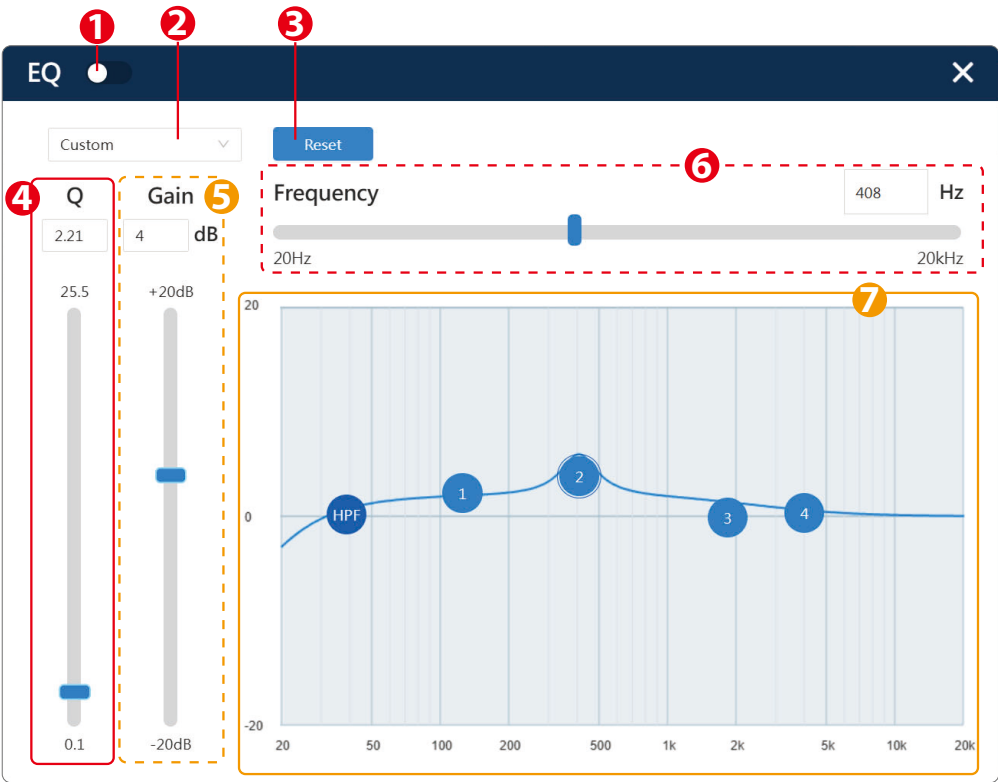 1 2 3
EQ
Custom Reset
4 Q Gain 5 Frequency 6 408 Hz
2.21 4 dB
20Hz 20kHz
25.5 +20dB
7
20
2
1
HPF 3 4
0
-20
0.1 -20dB
20 50 100 200 500 1k 2k 5k 10k 20k